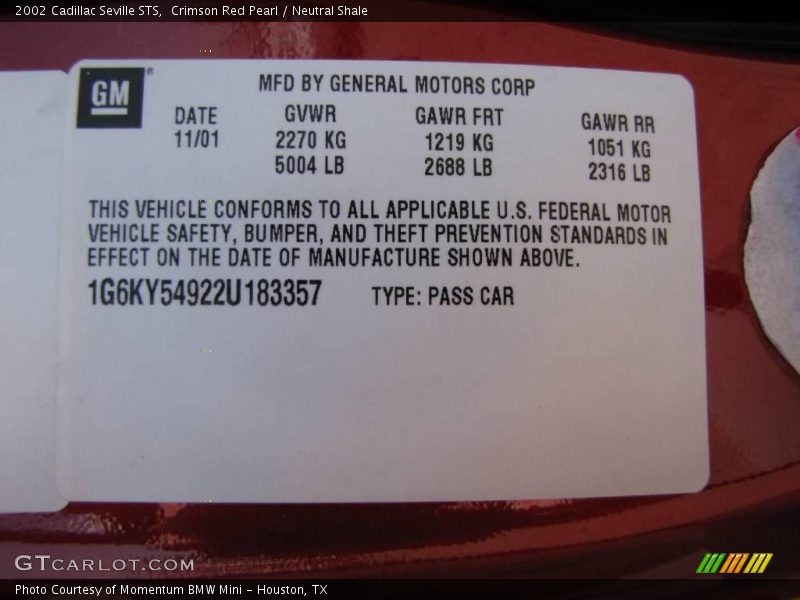 2002 Cadillac Seville STS,  Crimson Red Pearl / Neutral Shale
GM®
MFD BY GENERAL MOTORS CORP
DATE GVWR GAWR FRT GAWR RR
11/01 2270 KG 1219 KG 1051 KG
5004 LB 2688 LB 2316 LB
THIS VEHICLE CONFORMS TO ALL APPLICABLE U.S. FEDERAL MOTOR
VEHICLE SAFETY, BUMPER, AND THEFT PREVENTION STANDARDS IN
EFFECT ON THE DATE OF MANUFACTURE SHOWN ABOVE.
1G6KY54922U183357 TYPE: PASS CAR
GTCARLOT.COM
Photo Courtesy of Momentum BMW Mini – Houston, TX